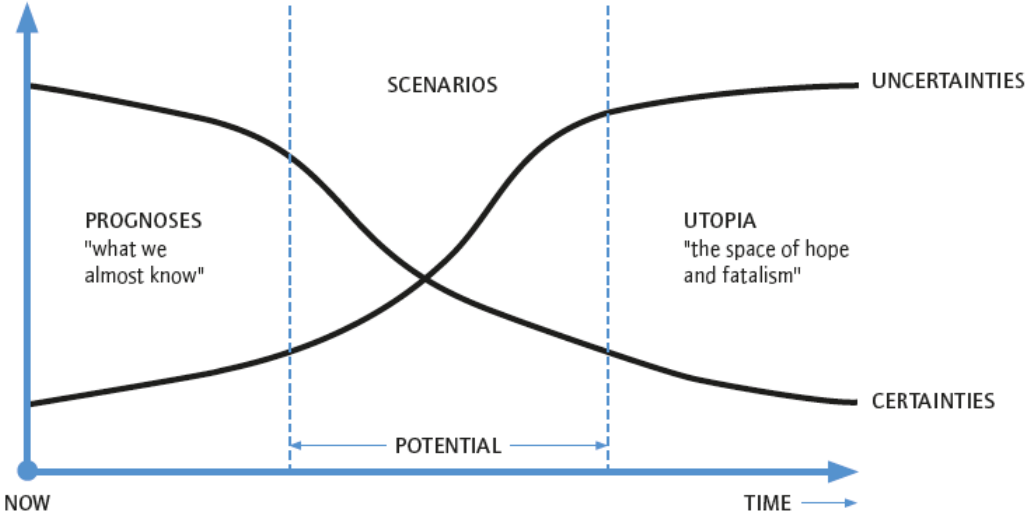 SCENARIOS
UNCERTAINTIES
PROGNOSES
"what we
almost know"
UTOPIA
"the space of hope
and fatalism"
CERTAINTIES
POTENTIAL
NOW
TIME